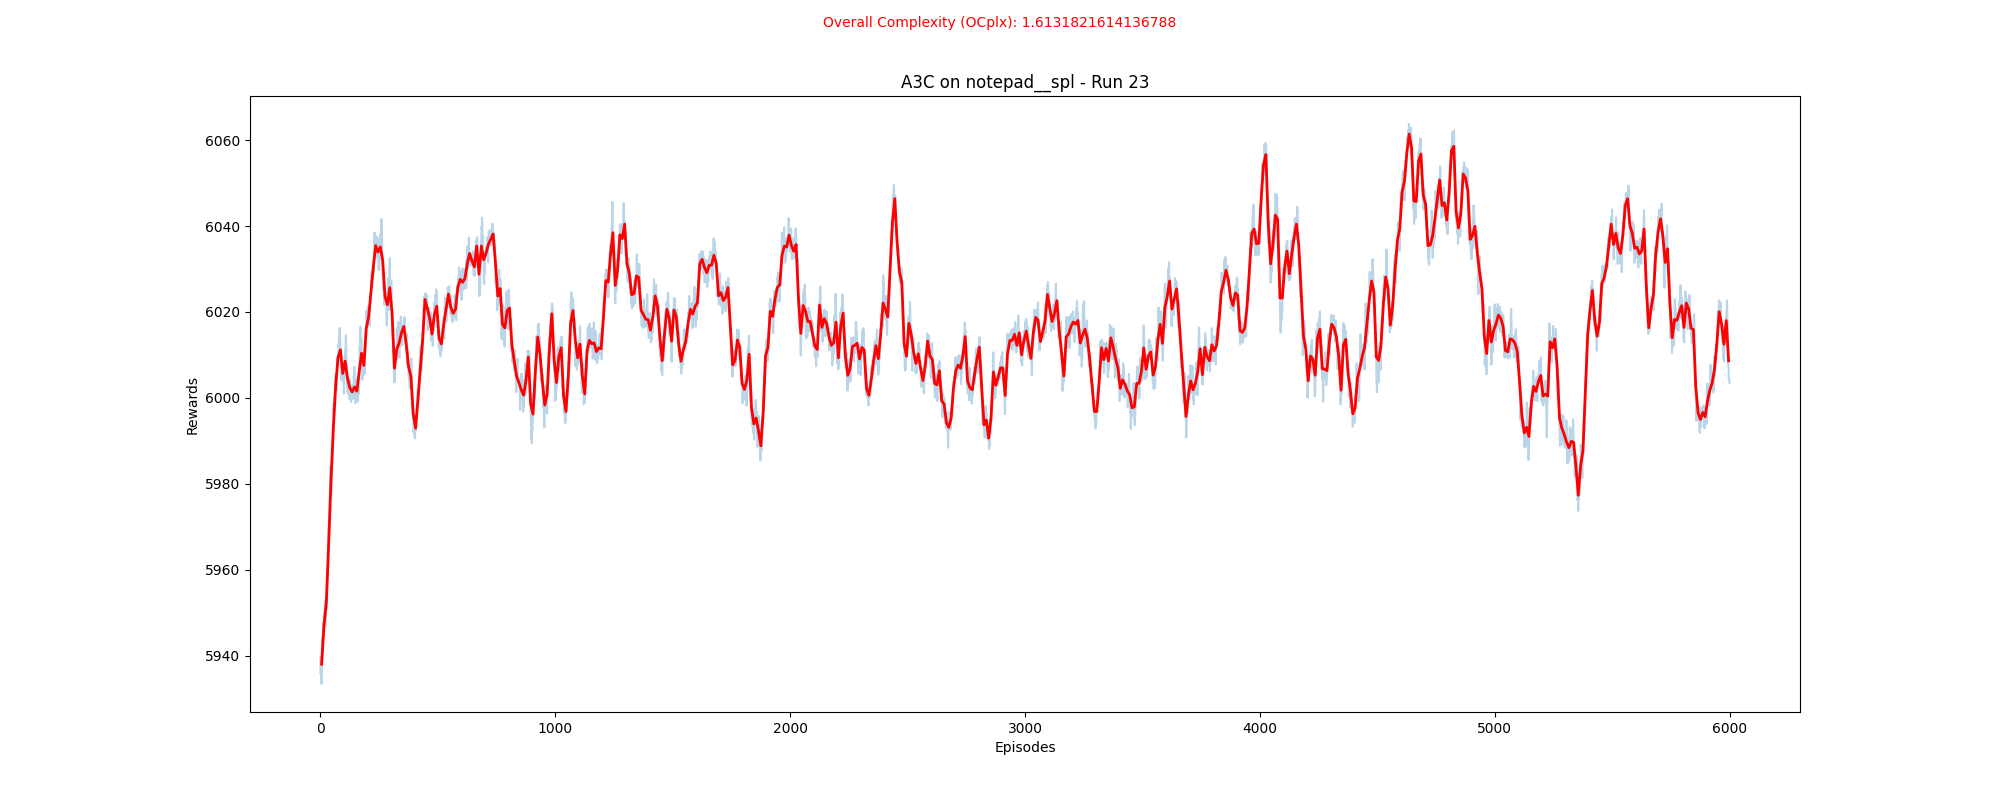 Overall Complexity (OCplx): 1.6131821614136788
A3C on notepad__spl - Run 23
Rewards
6060
6040
6020
6000
5980
5960
5940
0 1000 2000 3000 4000 5000 6000
Episodes